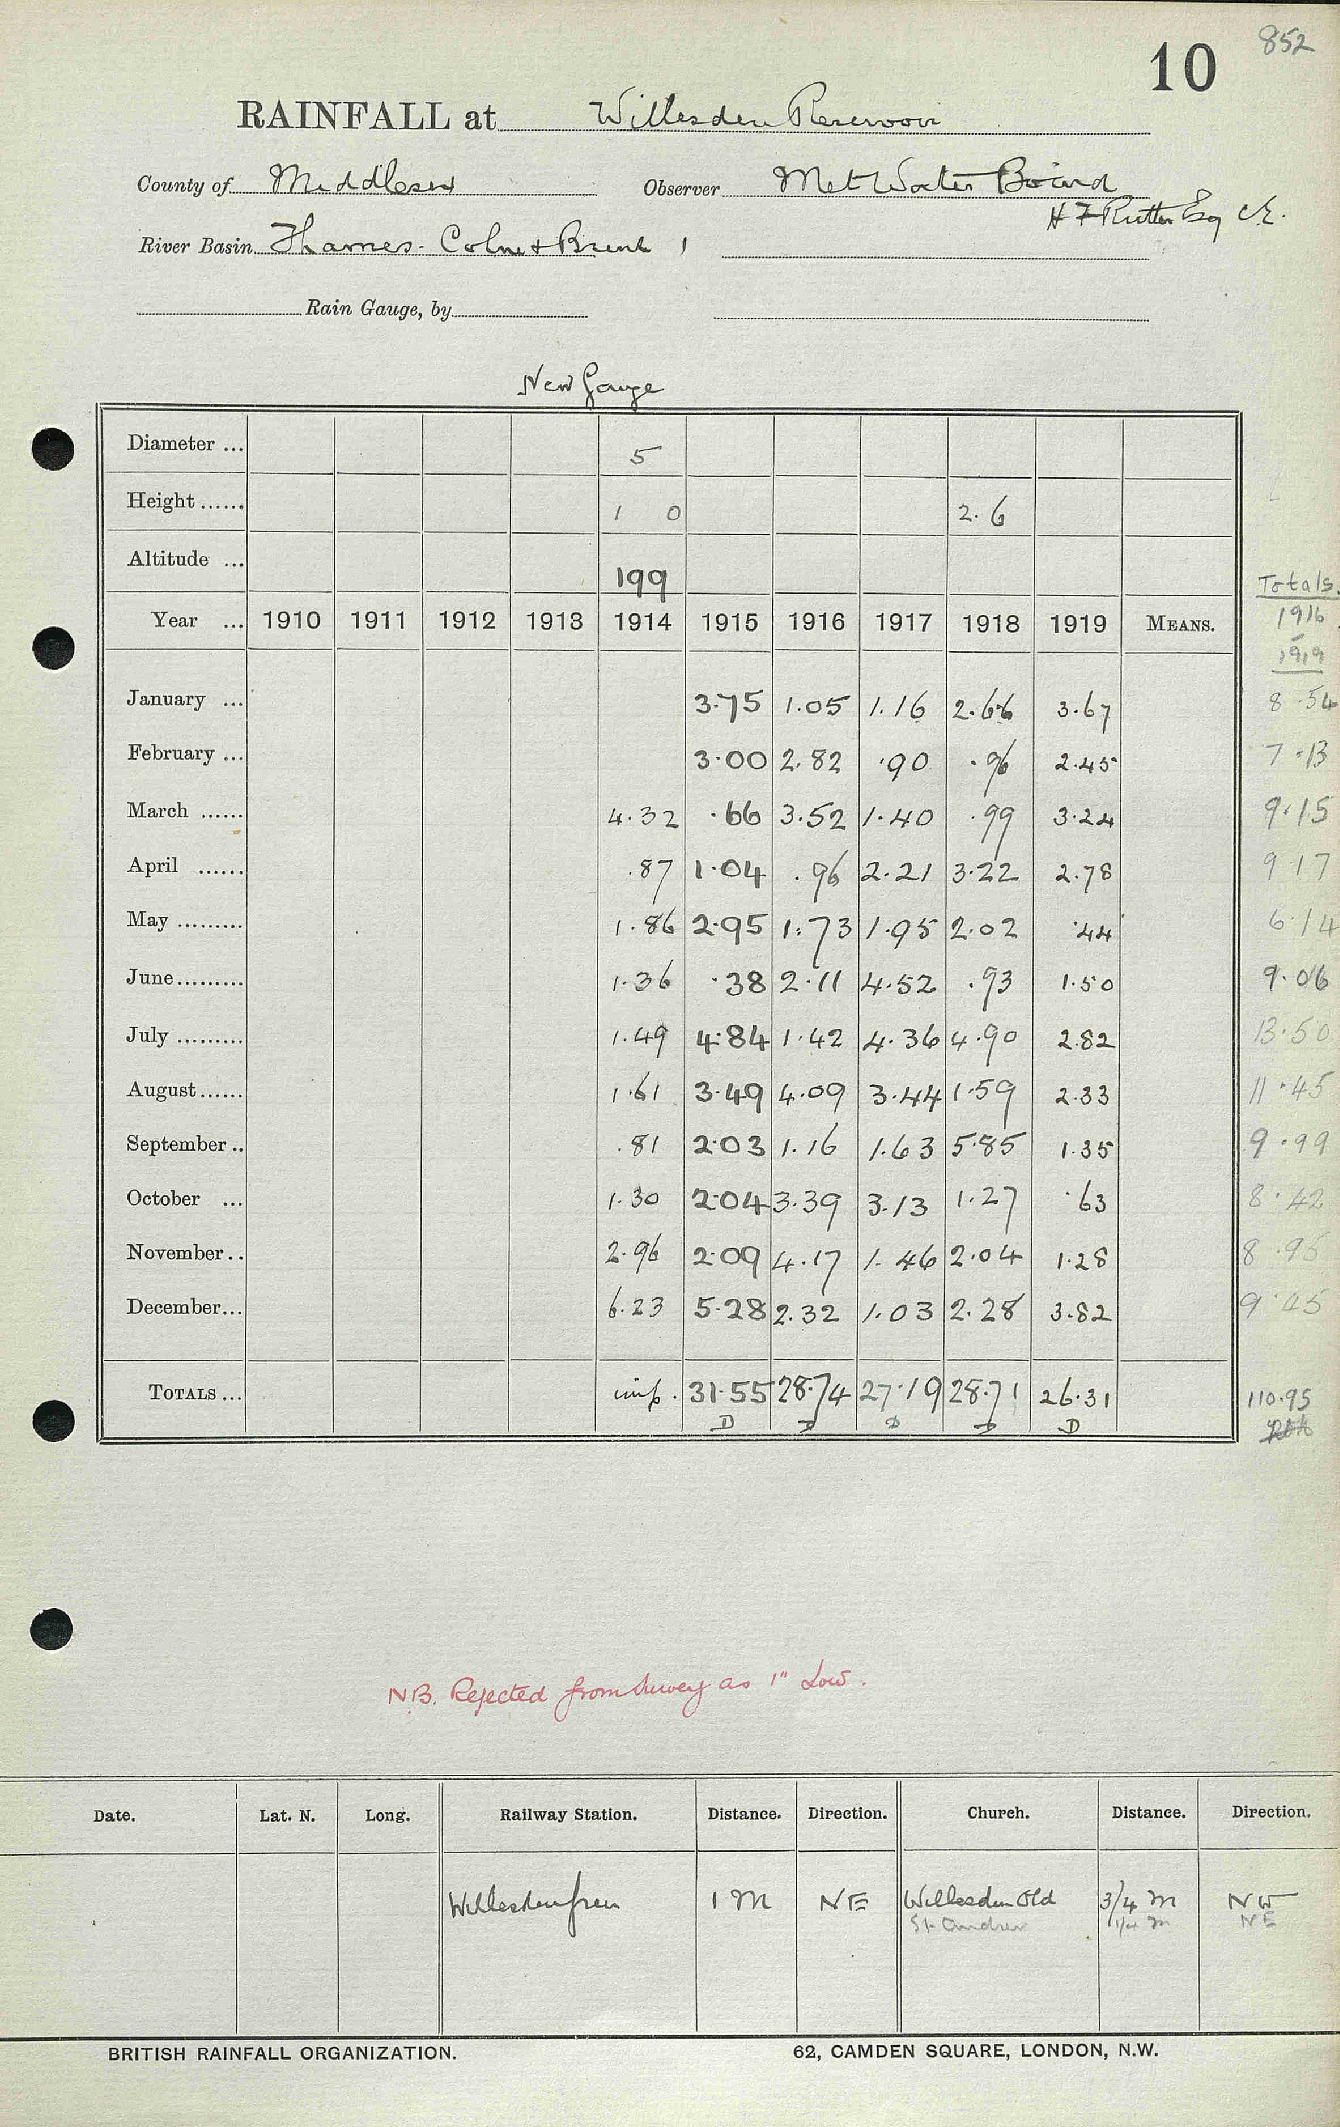 852
10
RAINFALL at Willesden Reservoir
County of Middlesex Observer Met Water Board
H F Rutter Esq C.E.
River Basin Thames - Colne & Brent 1
Rain Gauge, by
New Gauge
Diameter ... 5
Height ...... 1 0 2.6
Altitude ... 199
Totals.
Year ... 1910 1911 1912 1913 1914 1915 1916 1917 1918 1919 MEANS. 1916
- 1919
January ... 3.75 1.05 1.16 2.66 3.67 8.54
February ... 3.00 2.82 .90 .96 2.45 7.13
March ...... 4.32 .66 3.52 1.40 .99 3.24 9.15
April ...... .87 1.04 .96 2.21 3.22 2.78 9.17
May ......... 1.86 2.95 1.73 1.95 2.02 .44 6.14
June ......... 1.36 .38 2.11 4.52 .93 1.50 9.06
July ......... 1.49 4.84 1.42 4.36 4.90 2.82 13.50
August ...... 1.61 3.49 4.09 3.44 1.59 2.33 11.45
September .. .81 2.03 1.16 1.63 5.85 1.35 9.99
October ... 1.30 2.04 3.39 3.13 1.27 .63 8.42
November .. 2.96 2.09 4.17 1.46 2.04 1.28 8.95
December ... 6.23 5.28 2.32 1.03 2.28 3.82 9.45
TOTALS ... imp. 31.55 28.74 27.19 28.71 26.31 110.95
D D D D D
NB. Rejected from Survey as 1" Low.
Date. Lat. N. Long. Railway Station. Distance. Direction. Church. Distance. Direction.
Willesden Green 1 M NE Willesden Old 3/4 m NW
St Andrew 1/4 m NE
BRITISH RAINFALL ORGANIZATION. 62, CAMDEN SQUARE, LONDON, N.W.